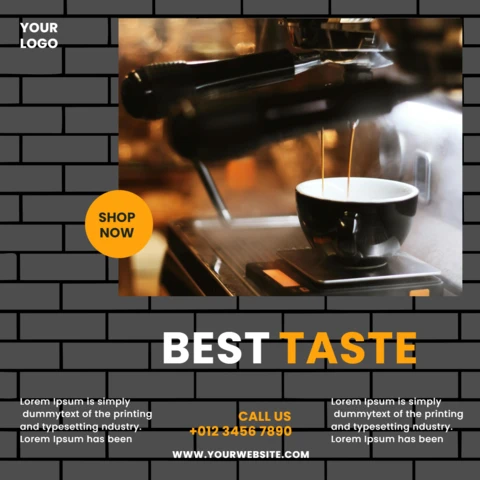 YOUR
LOGO
SHOP
NOW
BEST TASTE
Lorem Ipsum is simply
dummytext of the printing
and typesetting ndustry.
Lorem Ipsum has been
CALL US
+012 3456 7890
WWW.YOURWEBSITE.COM
Lorem Ipsum is simply
dummytext of the printing
and typesetting ndustry.
Lorem Ipsum has been